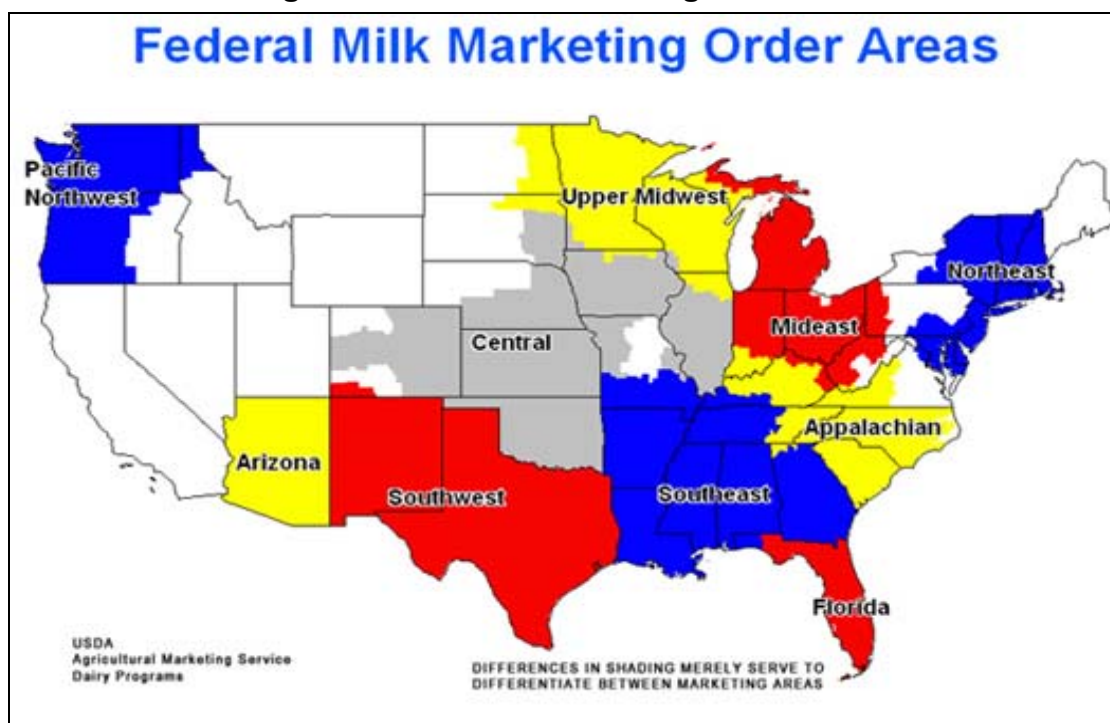 Federal Milk Marketing Order Areas
Pacific
Northwest
Upper Midwest
Northeast
Mideast
Central
Appalachian
Arizona
Southwest
Southeast
Florida
USDA
Agricultural Marketing Service
Dairy Programs
DIFFERENCES IN SHADING MERELY SERVE TO
DIFFERENTIATE BETWEEN MARKETING AREAS